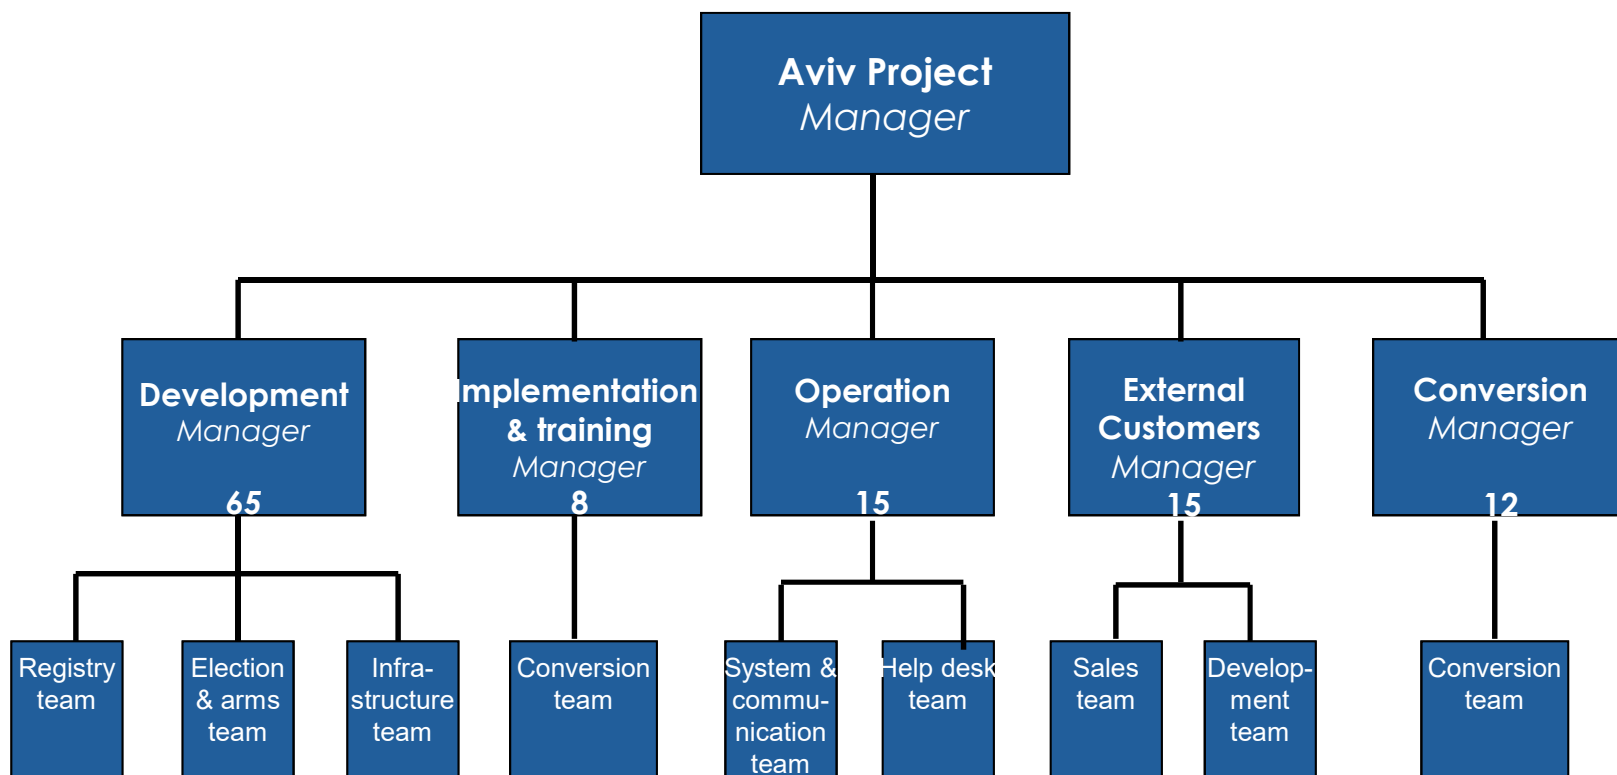 Aviv Project
Manager
Development
Manager
65
Implementation
& training
Manager
8
Operation
Manager
15
External
Customers
Manager
15
Conversion
Manager
12
Registry
team
Election
& arms
team
Infra-
structure
team
Conversion
team
System &
commu-
nication
team
Help desk
team
Sales
team
Develop-
ment
team
Conversion
team